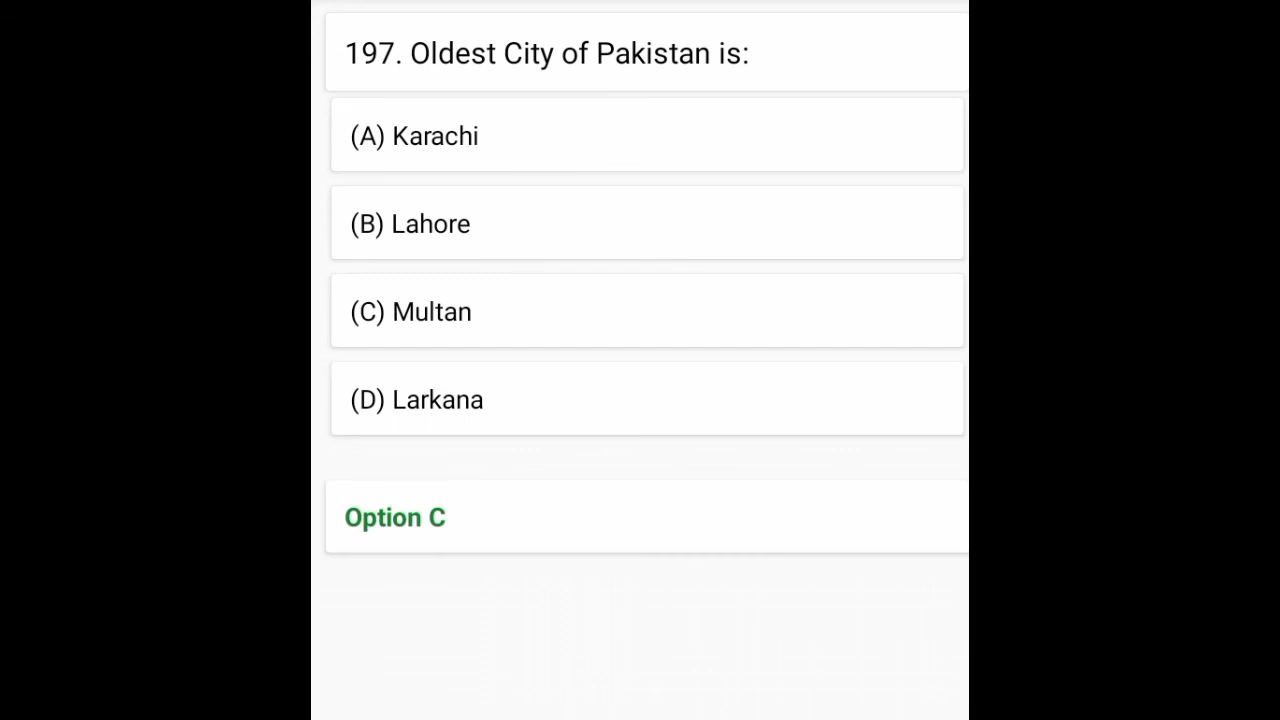 197. Oldest City of Pakistan is:
(A) Karachi
(B) Lahore
(C) Multan
(D) Larkana
Option C